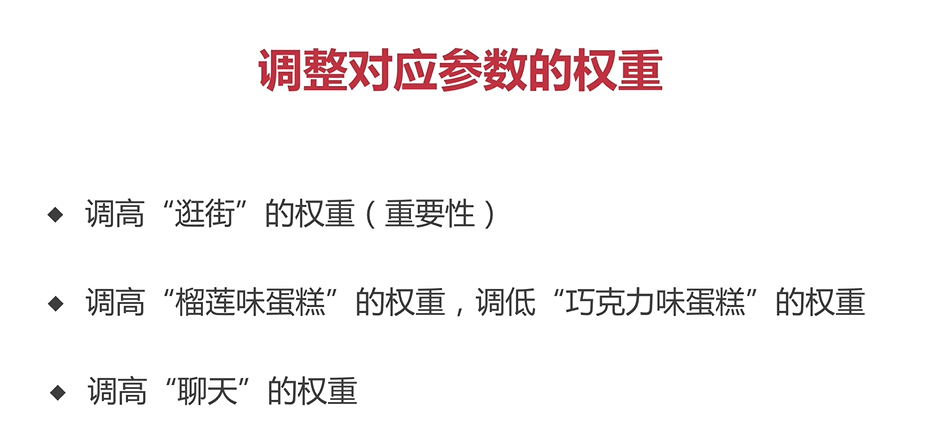 调整对应参数的权重
◆ 调高“逛街”的权重（重要性）
◆ 调高“榴莲味蛋糕”的权重，调低“巧克力味蛋糕”的权重
◆ 调高“聊天”的权重